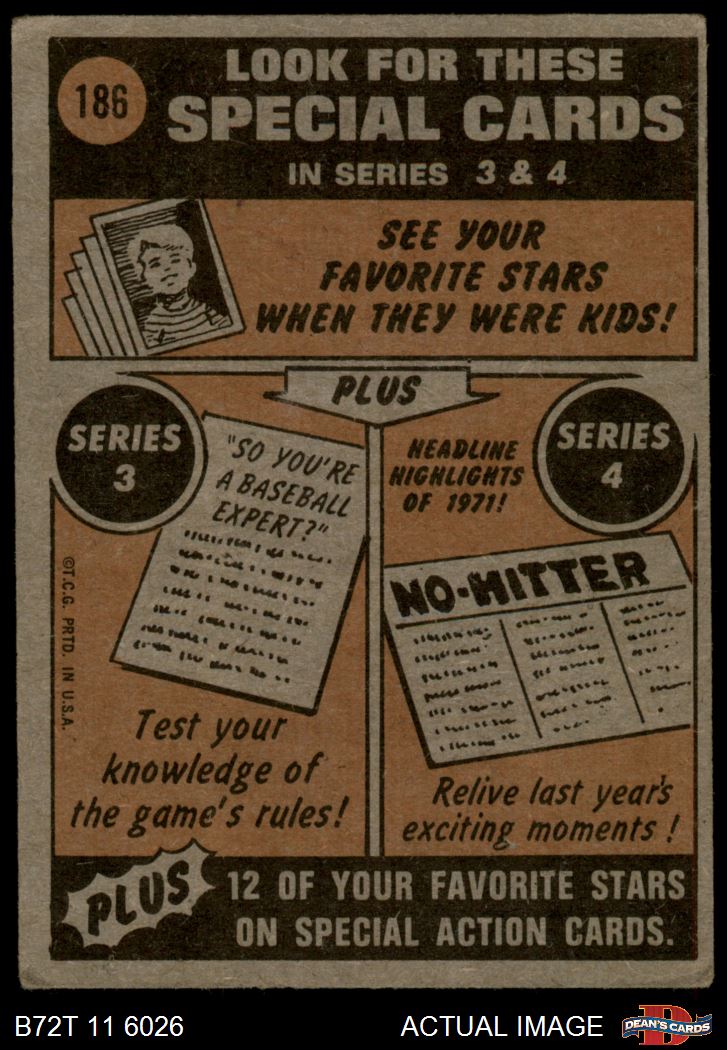 186
LOOK FOR THESE
SPECIAL CARDS
IN SERIES 3 & 4
SEE YOUR
FAVORITE STARS
WHEN THEY WERE KIDS!
PLUS
SERIES
3
"SO YOU'RE
A BASEBALL
EXPERT?"
Test your
knowledge of
the game's rules!
HEADLINE
HIGHLIGHTS
OF 1971!
SERIES
4
NO-HITTER
Relive last year's
exciting moments!
©T.C.G. PRTD. IN U.S.A.
PLUS
12 OF YOUR FAVORITE STARS
ON SPECIAL ACTION CARDS.
B72T 11 6026
ACTUAL IMAGE
D
DEAN'S CARDS